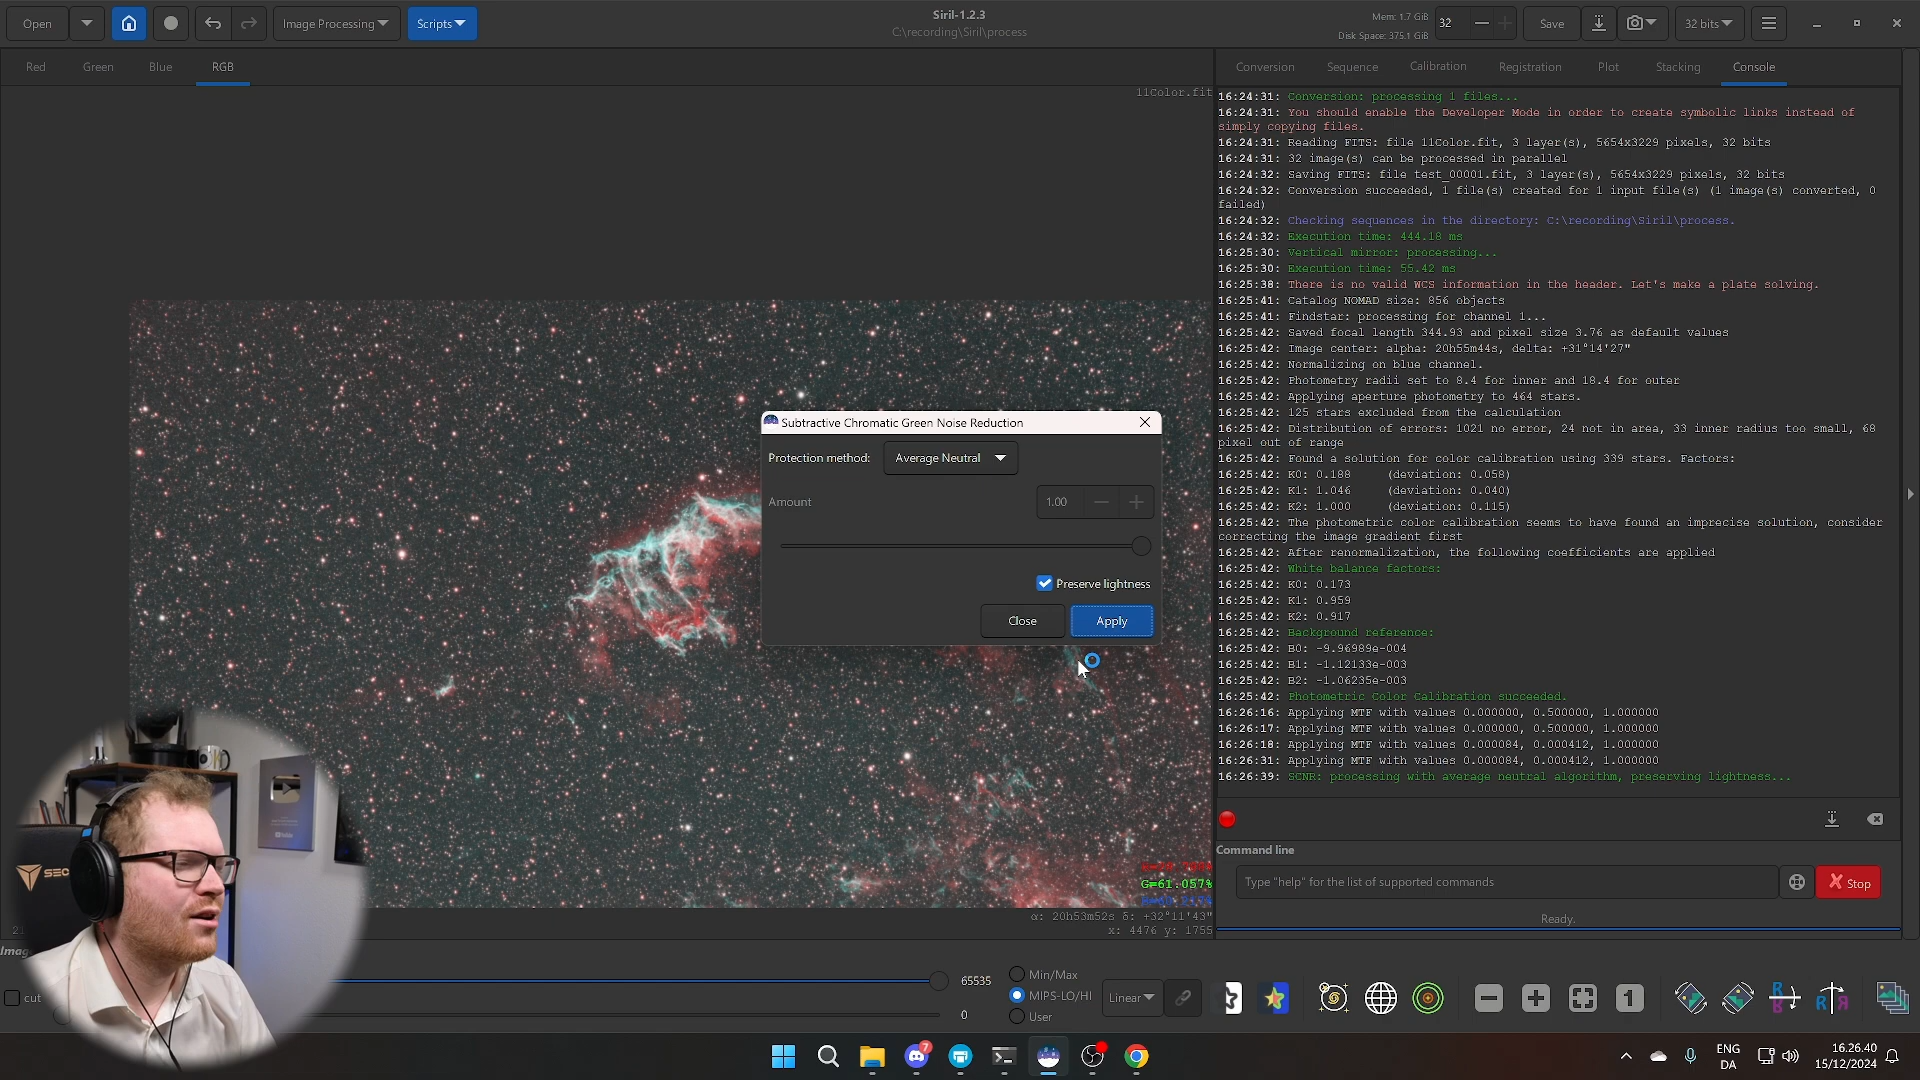 Open
Image Processing
Scripts
Siril-1.2.3
C:\recording\Siril\process
Mem: 1.7 GiB
Disk Space: 375.1 GiB
32
Save
32 bits
Red
Green
Blue
RGB
11Color.fit
Conversion
Sequence
Calibration
Registration
Plot
Stacking
Console
16:24:31: Conversion: processing 1 files...
16:24:31: You should enable the Developer Mode in order to create symbolic links instead of
simply copying files.
16:24:31: Reading FITS: file 11Color.fit, 3 layer(s), 5654x3229 pixels, 32 bits
16:24:31: 32 image(s) can be processed in parallel
16:24:32: Saving FITS: file test_00001.fit, 3 layer(s), 5654x3229 pixels, 32 bits
16:24:32: Conversion succeeded, 1 file(s) created for 1 input file(s) (1 image(s) converted, 0
failed)
16:24:32: Checking sequences in the directory: C:\recording\Siril\process.
16:24:32: Execution time: 444.18 ms
16:25:30: Vertical mirror: processing...
16:25:30: Execution time: 55.42 ms
16:25:38: There is no valid WCS information in the header. Let's make a plate solving.
16:25:41: Catalog NOMAD size: 856 objects
16:25:41: Findstar: processing for channel 1...
16:25:42: Saved focal length 344.93 and pixel size 3.76 as default values
16:25:42: Image center: alpha: 20h55m44s, delta: +31°14'27"
16:25:42: Normalizing on blue channel.
16:25:42: Photometry radii set to 8.4 for inner and 18.4 for outer
16:25:42: Applying aperture photometry to 464 stars.
16:25:42: 125 stars excluded from the calculation
16:25:42: Distribution of errors: 1021 no error, 24 not in area, 33 inner radius too small, 68
pixel out of range
16:25:42: Found a solution for color calibration using 339 stars. Factors:
16:25:42: K0: 0.188 (deviation: 0.058)
16:25:42: K1: 1.046 (deviation: 0.040)
16:25:42: K2: 1.000 (deviation: 0.115)
16:25:42: The photometric color calibration seems to have found an imprecise solution, consider
correcting the image gradient first
16:25:42: After renormalization, the following coefficients are applied
16:25:42: White balance factors:
16:25:42: K0: 0.173
16:25:42: K1: 0.959
16:25:42: K2: 0.917
16:25:42: Background reference:
16:25:42: B0: -9.96989e-004
16:25:42: B1: -1.12133e-003
16:25:42: B2: -1.06235e-003
16:25:42: Photometric Color Calibration succeeded.
16:26:16: Applying MTF with values 0.000000, 0.500000, 1.000000
16:26:17: Applying MTF with values 0.000000, 0.500000, 1.000000
16:26:18: Applying MTF with values 0.000084, 0.000412, 1.000000
16:26:31: Applying MTF with values 0.000084, 0.000412, 1.000000
16:26:39: SCNR: processing with average neutral algorithm, preserving lightness...
Subtractive Chromatic Green Noise Reduction
Protection method:
Average Neutral
Amount
1.00
Preserve lightness
Close
Apply
G=61.057%
α: 20h53m52s δ: +32°11'43"
x: 4476 y: 1755
Command line
Type "help" for the list of supported commands
Stop
Ready.
SEC
cut
65535
0
Min/Max
MIPS-LO/HI
User
Linear
1
7
ENG
DA
16.26.40
15/12/2024